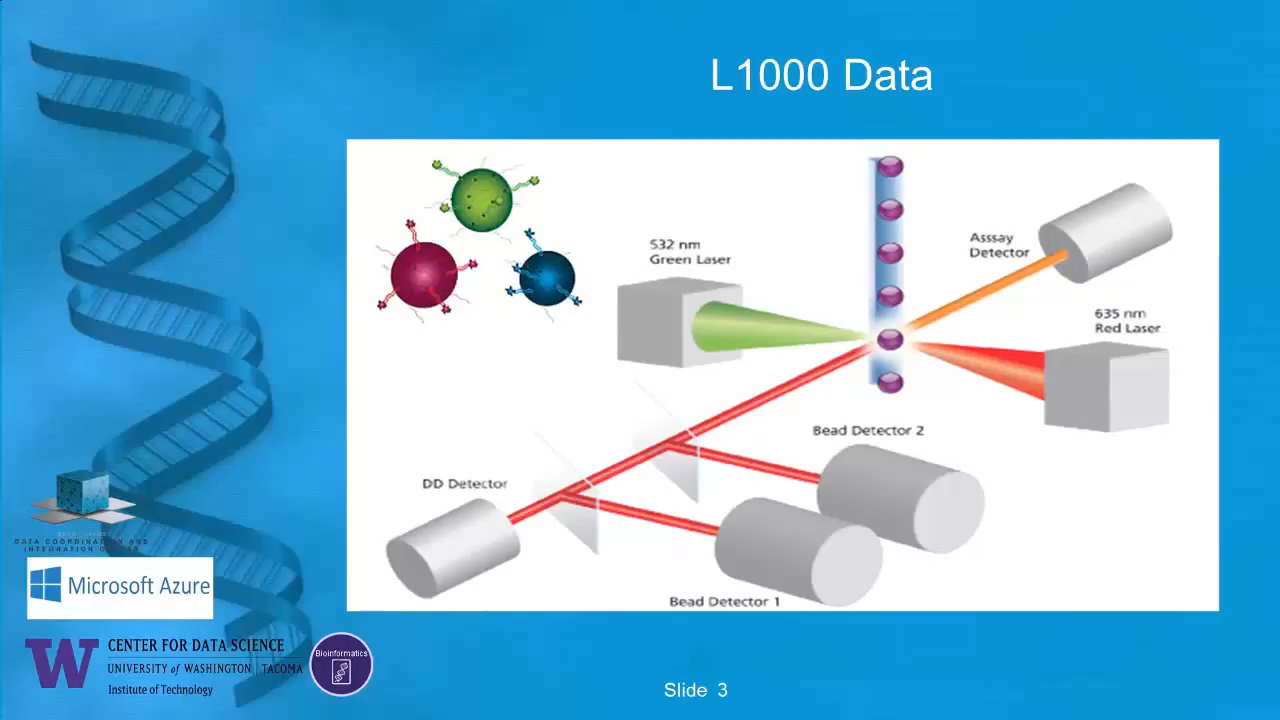 L1000 Data
532 nm
Green Laser
Asssay
Detector
635 nm
Red Laser
Bead Detector 2
DD Detector
Bead Detector 1
DATA COORDINATION AND
INTEGRATION CENTER
Microsoft Azure
W
CENTER FOR DATA SCIENCE
UNIVERSITY of WASHINGTON | TACOMA
Institute of Technology
Bioinformatics
Slide 3